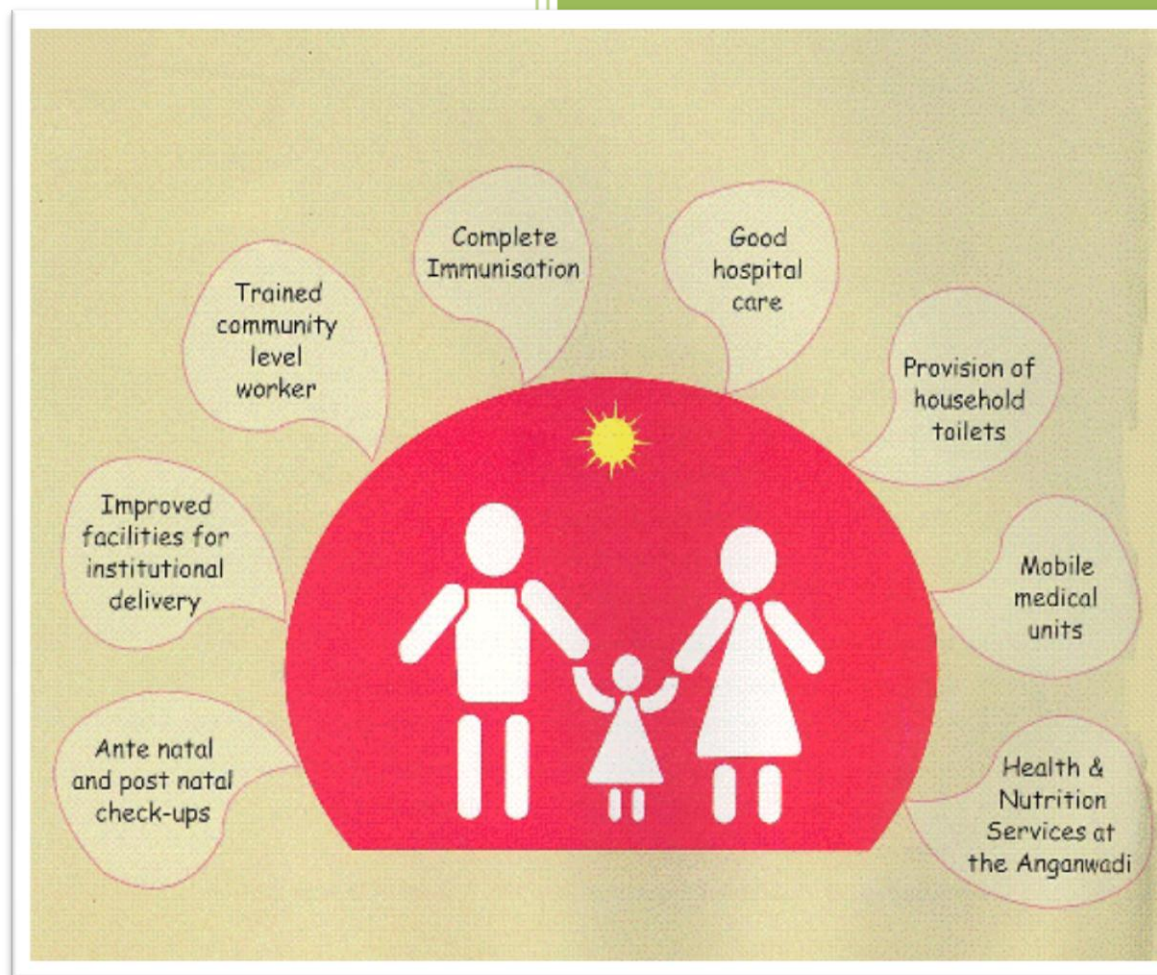 Complete
Immunisation
Good
hospital
care
Trained
community
level
worker
Provision of
household
toilets
Improved
facilities for
institutional
delivery
Mobile
medical
units
Ante natal
and post natal
check-ups
Health &
Nutrition
Services at
the Anganwadi